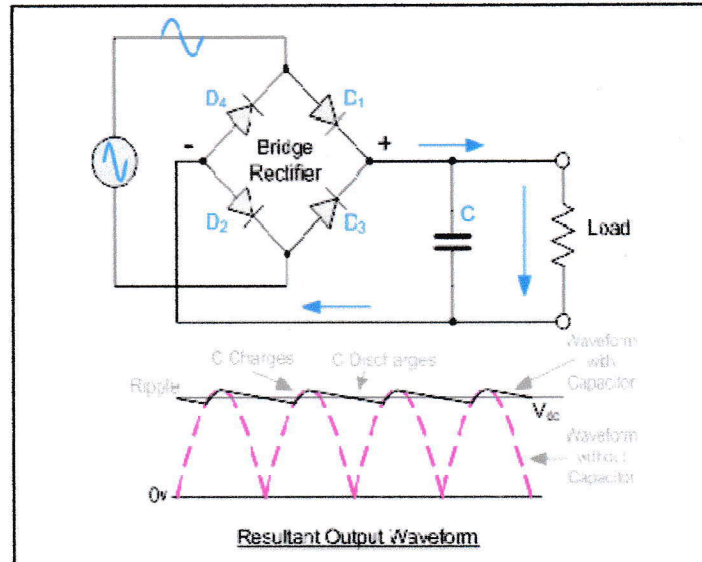 D4
D1
-
+
Bridge
Rectifier
D2
D3
C
Load
C Charges
C Discharges
Waveform
with
Capacitor
Ripple
Vdc
Waveform
without
Capacitor
0v
Resultant Output Waveform